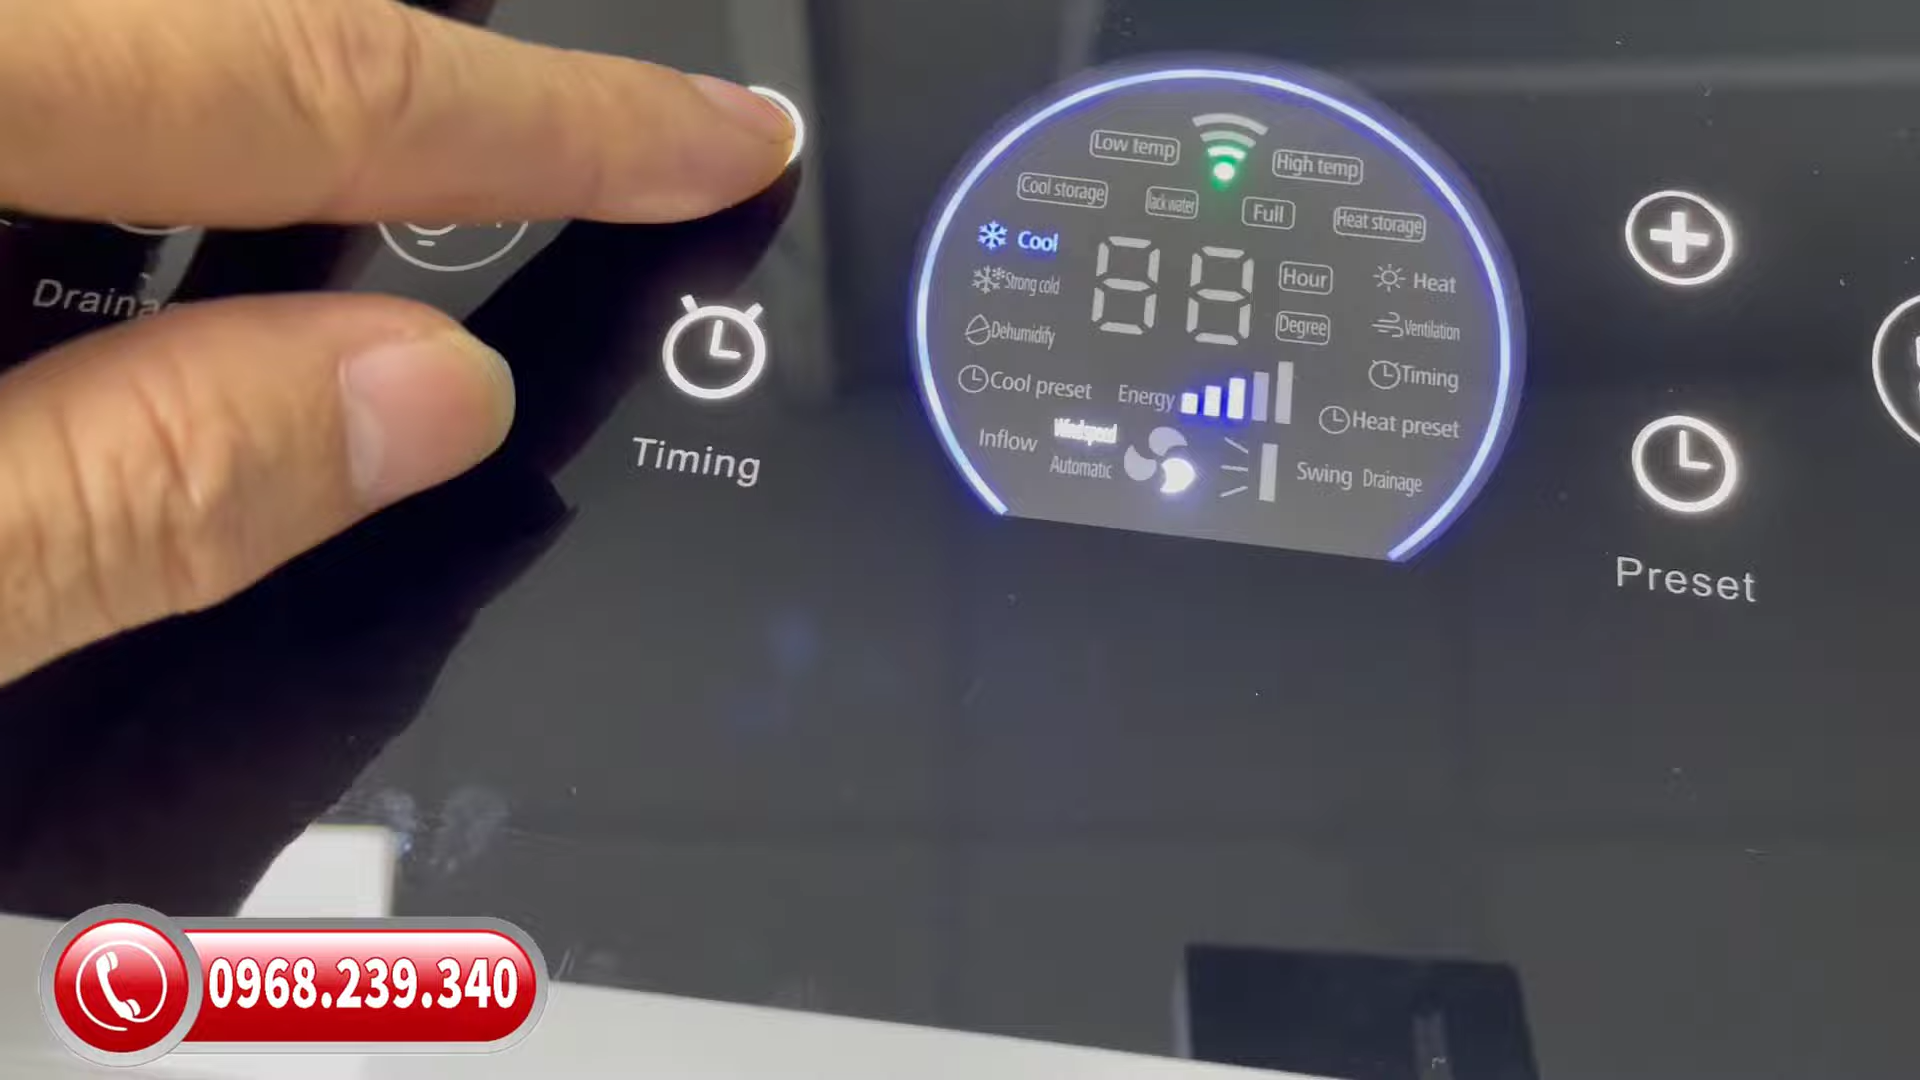 Low temp
High temp
Cool storage
lack water
Full
Heat storage
Cool
88
Hour
Heat
Strong cold
Degree
Ventilation
Dehumidify
Timing
Cool preset
Energy
Heat preset
Inflow
Windspeed
Automatic
Swing
Drainage
Timing
Preset
0968.239.340